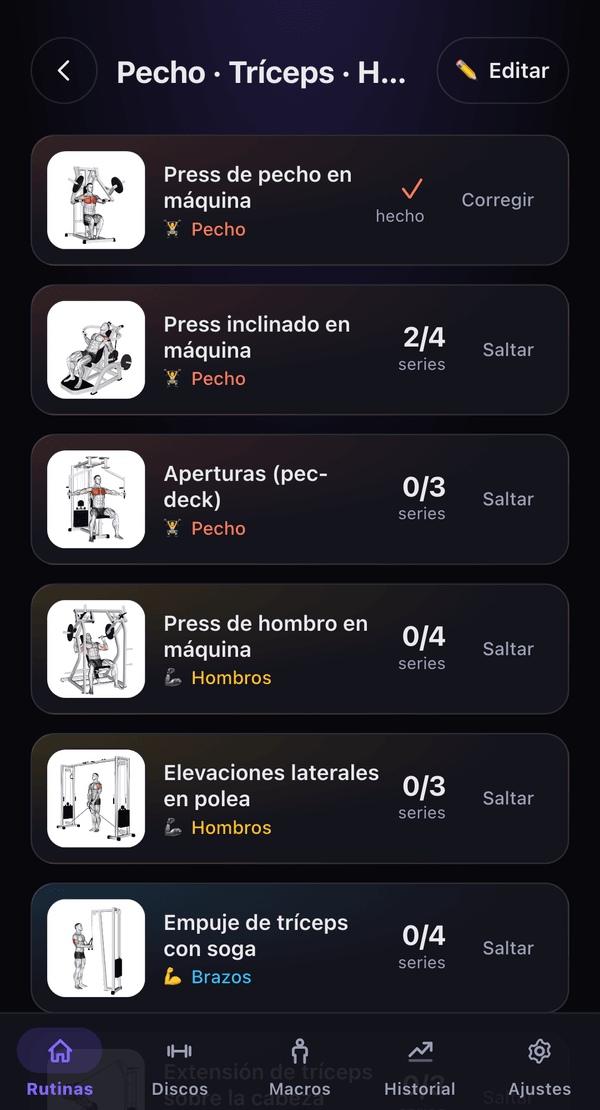 Pecho · Tríceps · H...
✏️ Editar
Press de pecho en
máquina
Pecho
hecho
Corregir
Press inclinado en
máquina
Pecho
2/4
series
Saltar
Aperturas (pec-
deck)
Pecho
0/3
series
Saltar
Press de hombro en
máquina
Hombros
0/4
series
Saltar
Elevaciones laterales
en polea
Hombros
0/3
series
Saltar
Empuje de tríceps
con soga
Brazos
0/4
series
Saltar
Extensión de tríceps
sobre la cabeza
0/3
Saltar
Rutinas
Discos
Macros
Historial
Ajustes